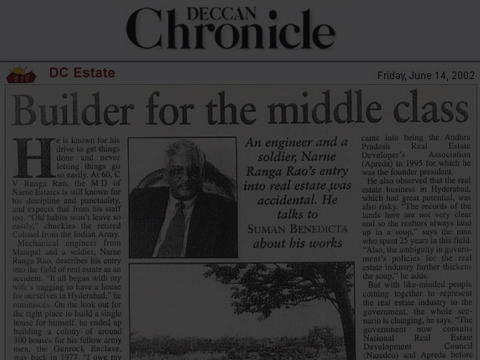 DECCAN
Chronicle
DC Estate
Friday, June 14, 2002
Builder for the middle class
He is known for his
drive to get things
done and never
letting things go
so easily. At 60, C
V Ranga Rao, the M D of
Narne Estates is still known for
his discipline and punctuality,
and expects that from his staff
too. "Old habits won't leave so
easily," chuckles the retired
Colonel from the Indian Army.
Mechanical engineer from
Manipal and a soldier, Narne
Ranga Rao, describes his entry
into the field of real estate as an
accident. "It all began with my
wife's nagging to have a house
for ourselves in Hyderabad," he
reminisces. On the look out for
the right place to build a single
house for himself, he ended up
building a colony of around
300 houses for his fellow army
men, the Gunrock Enclave,
way back in 1977. "I owe my
An engineer and a
soldier, Narne
Ranga Rao's entry
into real estate was
accidental. He
talks to
SUMAN BENEDICTA
about his works
came into being the Andhra
Pradesh Real Estate
Developer's Association
(Apreda) in 1995 for which he
was the founder president.
He also observed that the real
estate business in Hyderabad,
which had great potential, was
also risky. "The records of the
lands here are not very clear
and so the realtors always land
up in a soup," says the man
who spent 25 years in this field.
"Also, the ambiguity in govern-
ment's policies for the real
estate industry further thickens
the soup," he adds.
But with like-minded people
coming together to represent
the real estate industry to the
government, the whole sce-
nario is changing, he says. "The
government now consults
National Real Estate
Development Council
before